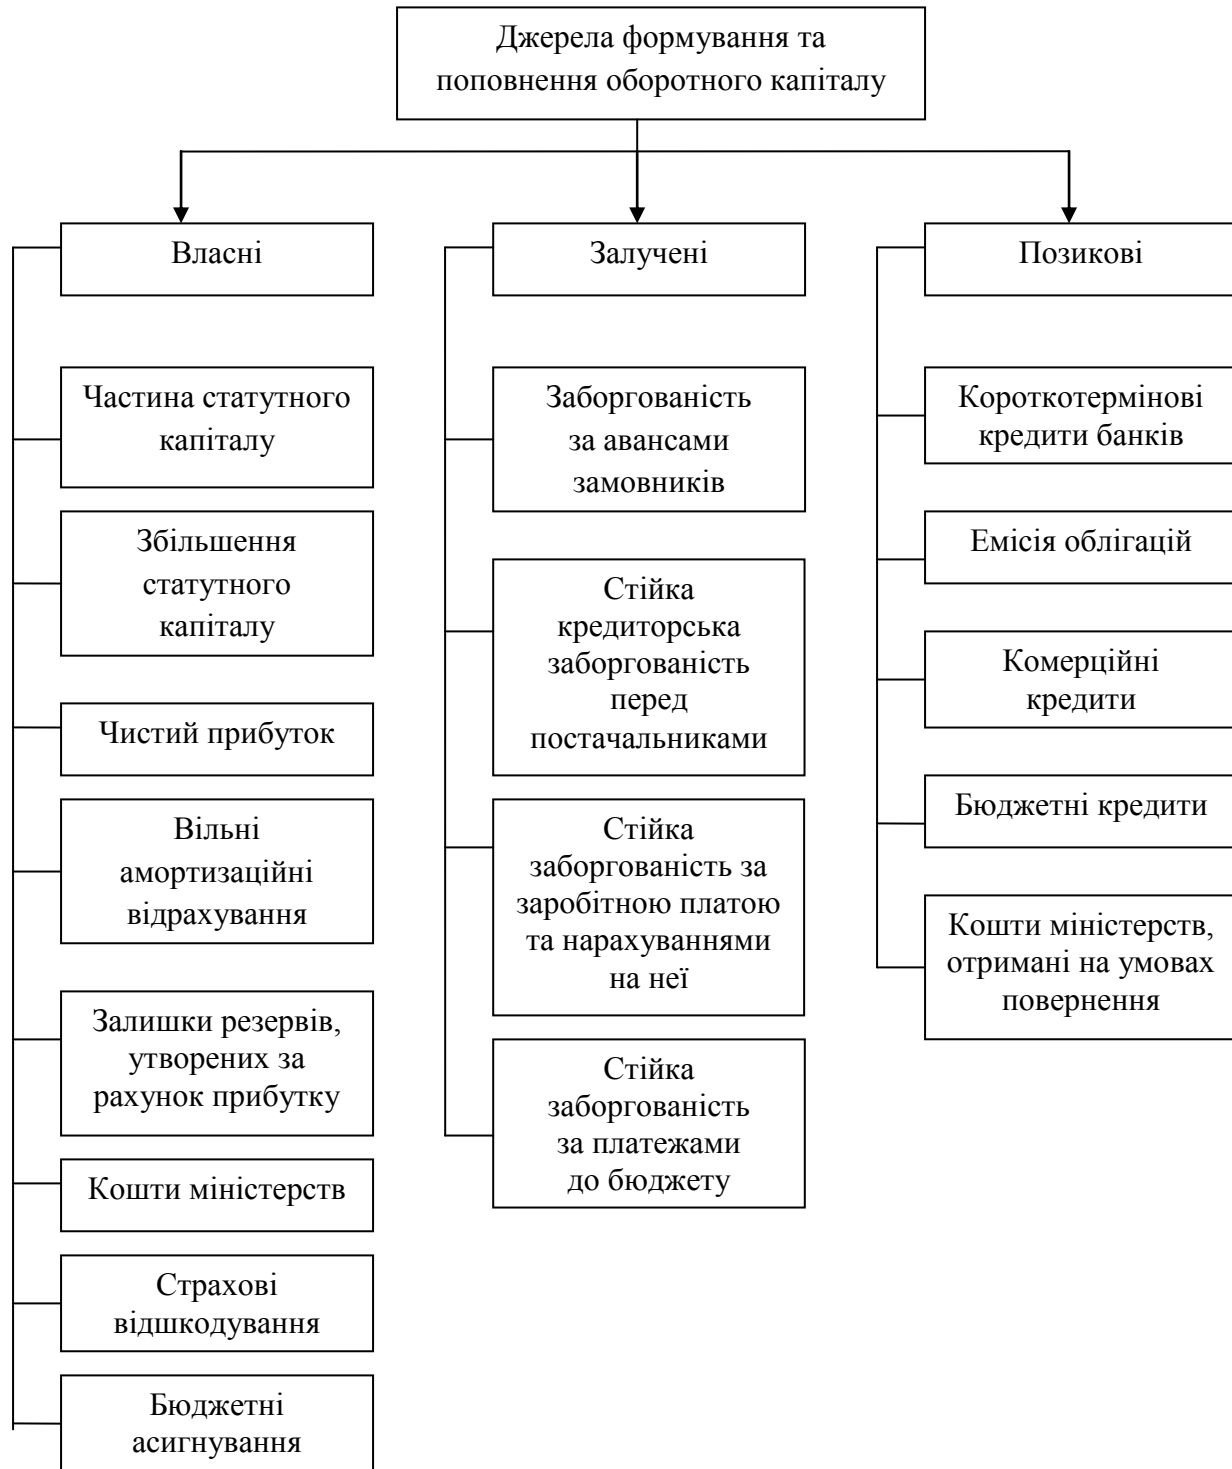 Джерела формування та
поповнення оборотного капіталу
Власні
Частина статутного
капіталу
Збільшення
статутного
капіталу
Чистий прибуток
Вільні
амортизаційні
відрахування
Залишки резервів,
утворених за
рахунок прибутку
Кошти міністерств
Страхові
відшкодування
Бюджетні
асигнування
Залучені
Заборгованість
за авансами
замовників
Стійка
кредиторська
заборгованість
перед
постачальниками
Стійка
заборгованість за
заробітною платою
та нарахуваннями
на неї
Стійка
заборгованість
за платежами
до бюджету
Позикові
Короткотермінові
кредити банків
Емісія облігацій
Комерційні
кредити
Бюджетні кредити
Кошти міністерств,
отримані на умовах
повернення